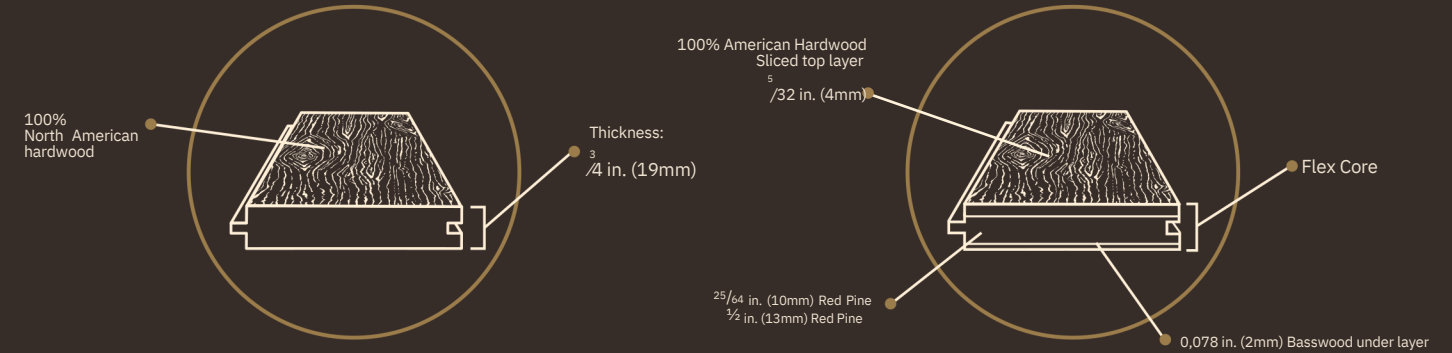 100%
North American
hardwood
Thickness:
3/4 in. (19mm)
100% American Hardwood
Sliced top layer
5/32 in. (4mm)
Flex Core
25/64 in. (10mm) Red Pine
½ in. (13mm) Red Pine
0,078 in. (2mm) Basswood under layer